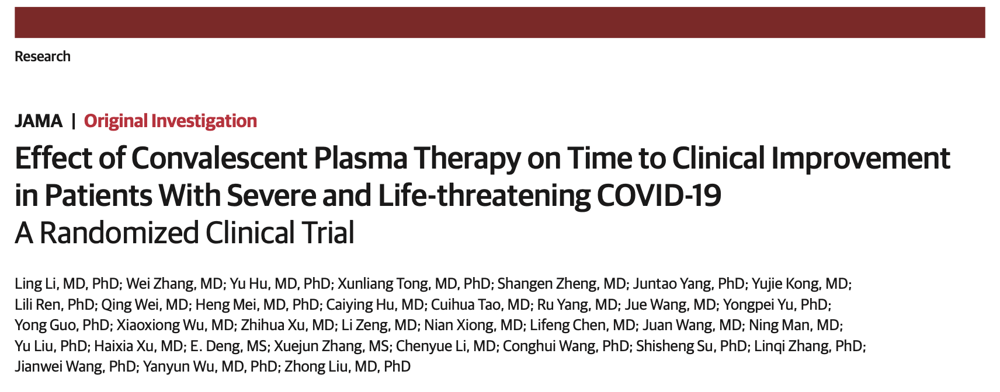 Research
JAMA | Original Investigation
Effect of Convalescent Plasma Therapy on Time to Clinical Improvement
in Patients With Severe and Life-threatening COVID-19
A Randomized Clinical Trial
Ling Li, MD, PhD; Wei Zhang, MD; Yu Hu, MD, PhD; Xunliang Tong, MD, PhD; Shangen Zheng, MD; Juntao Yang, PhD; Yujie Kong, MD;
Lili Ren, PhD; Qing Wei, MD; Heng Mei, MD, PhD; Caiying Hu, MD; Cuihua Tao, MD; Ru Yang, MD; Jue Wang, MD; Yongpei Yu, PhD;
Yong Guo, PhD; Xiaoxiong Wu, MD; Zhihua Xu, MD; Li Zeng, MD; Nian Xiong, MD; Lifeng Chen, MD; Juan Wang, MD; Ning Man, MD;
Yu Liu, PhD; Haixia Xu, MD; E. Deng, MS; Xuejun Zhang, MS; Chenyue Li, MD; Conghui Wang, PhD; Shisheng Su, PhD; Linqi Zhang, PhD;
Jianwei Wang, PhD; Yanyun Wu, MD, PhD; Zhong Liu, MD, PhD